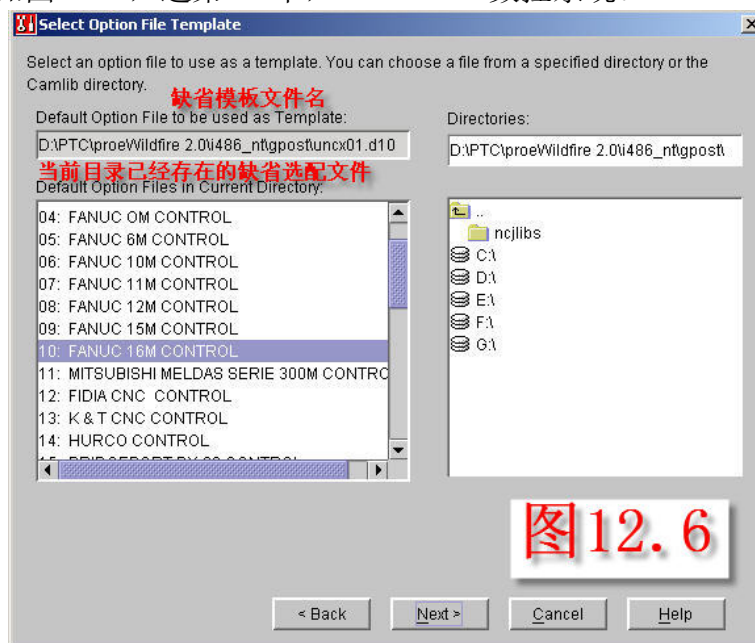 Select Option File Template
Select an option file to use as a template. You can choose a file from a specified directory or the
Camlib directory.
缺省模板文件名
Default Option File to be used as Template:
D:\PTC\proeWildfire 2.0\i486_nt\gpost\uncx01.d10
当前目录已经存在的缺省选配文件
Default Option Files in Current Directory:
04: FANUC OM CONTROL
05: FANUC 6M CONTROL
06: FANUC 10M CONTROL
07: FANUC 11M CONTROL
08: FANUC 12M CONTROL
09: FANUC 15M CONTROL
10: FANUC 16M CONTROL
11: MITSUBISHI MELDAS SERIE 300M CONTRO
12: FIDIA CNC CONTROL
13: K & T CNC CONTROL
14: HURCO CONTROL
Directories:
D:\PTC\proeWildfire 2.0\i486_nt\gpost\
..
ncjlibs
C:\
D:\
E:\
F:\
G:\
图12.6
< Back
Next >
Cancel
Help